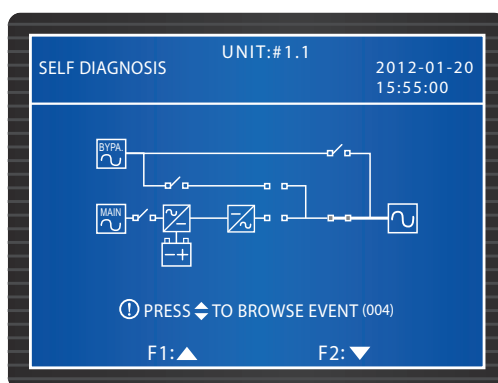 UNIT:#1.1
SELF DIAGNOSIS
2012-01-20
15:55:00
BYPA.
MAIN
PRESS TO BROWSE EVENT (004)
F1: F2: